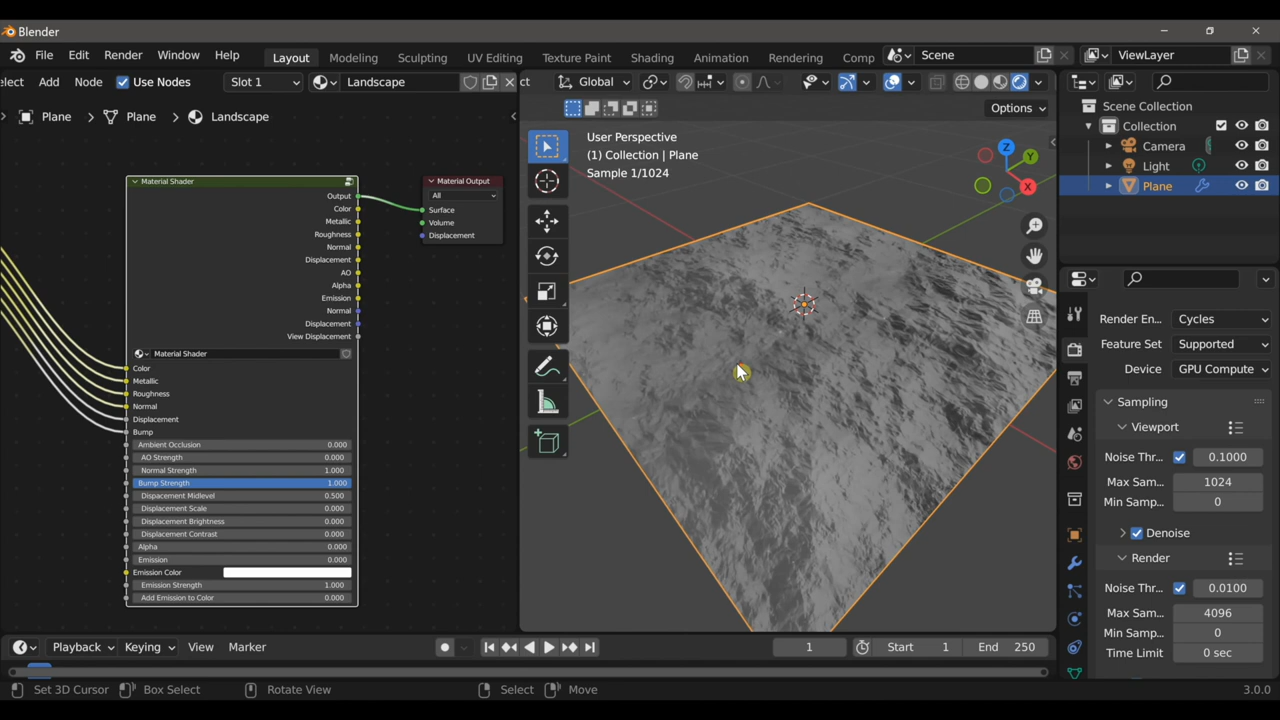 Blender
File Edit Render Window Help Layout Modeling Sculpting UV Editing Texture Paint Shading Animation Rendering Comp Scene ViewLayer
elect Add Node Use Nodes Slot 1 Landscape ct Global
Options
Plane Plane Landscape
User Perspective
(1) Collection | Plane
Sample 1/1024
Z
Y
X
Scene Collection
Collection
Camera
Light
Plane
Material Shader
Output
Color
Metallic
Roughness
Normal
Displacement
AO
Alpha
Emission
Normal
Displacement
View Displacement
Material Shader
Color
Metallic
Roughness
Normal
Displacement
Bump
Ambient Occlusion 0.000
AO Strength 0.000
Normal Strength 1.000
Bump Strength 1.000
Dispacement Midlevel 0.500
Displacement Scale 0.000
Displacement Brightness 0.000
Displacement Contrast 0.000
Alpha 0.000
Emission 0.000
Emission Color
Emission Strength 1.000
Add Emission to Color 0.000
Material Output
All
Surface
Volume
Displacement
Render En... Cycles
Feature Set Supported
Device GPU Compute
Sampling
Viewport
Noise Thr... 0.1000
Max Sam... 1024
Min Samp... 0
Denoise
Render
Noise Thr... 0.0100
Max Sam... 4096
Min Sam... 0
Time Limit 0 sec
Playback Keying View Marker 1 Start 1 End 250
Set 3D Cursor Box Select Rotate View Select Move 3.0.0